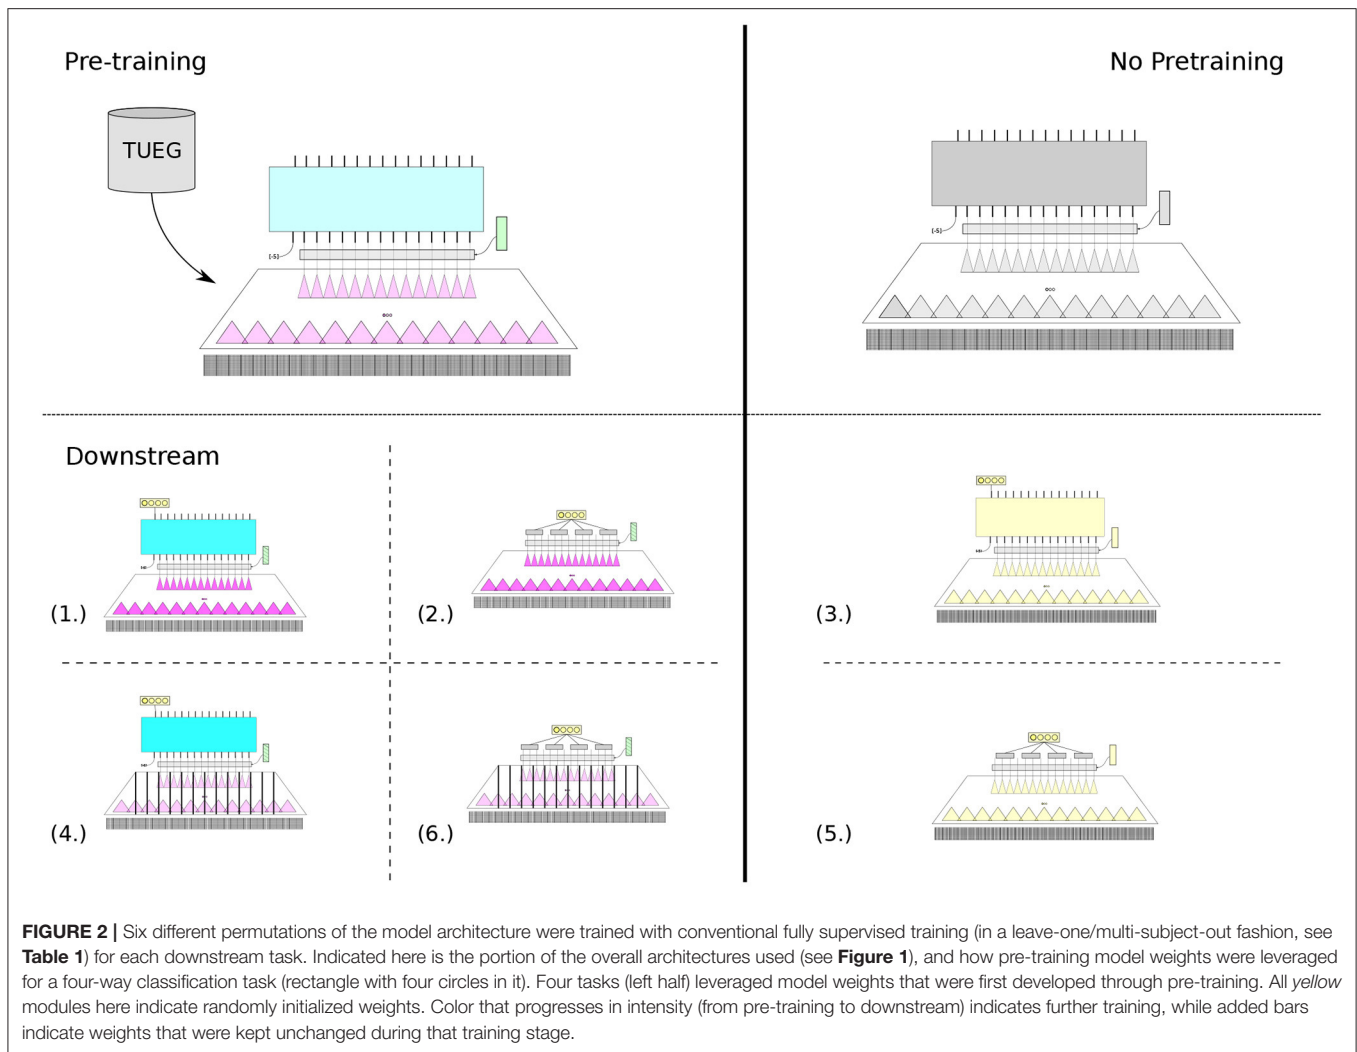 Pre-training
No Pretraining
TUEG
[-5]
[-5]
Downstream
(1.)
(2.)
(3.)
(4.)
(6.)
(5.)
FIGURE 2 | Six different permutations of the model architecture were trained with conventional fully supervised training (in a leave-one/multi-subject-out fashion, see
Table 1) for each downstream task. Indicated here is the portion of the overall architectures used (see Figure 1), and how pre-training model weights were leveraged
for a four-way classification task (rectangle with four circles in it). Four tasks (left half) leveraged model weights that were first developed through pre-training. All yellow
modules here indicate randomly initialized weights. Color that progresses in intensity (from pre-training to downstream) indicates further training, while added bars
indicate weights that were kept unchanged during that training stage.